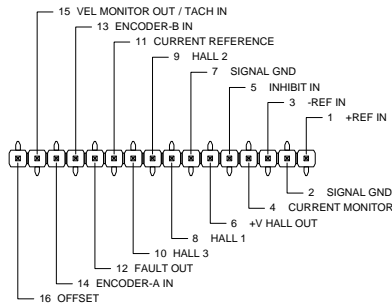 15 VEL MONITOR OUT / TACH IN
13 ENCODER-B IN
11 CURRENT REFERENCE
9 HALL 2
7 SIGNAL GND
5 INHIBIT IN
3 -REF IN
1 +REF IN
2 SIGNAL GND
4 CURRENT MONITOR
6 +V HALL OUT
8 HALL 1
10 HALL 3
12 FAULT OUT
14 ENCODER-A IN
16 OFFSET